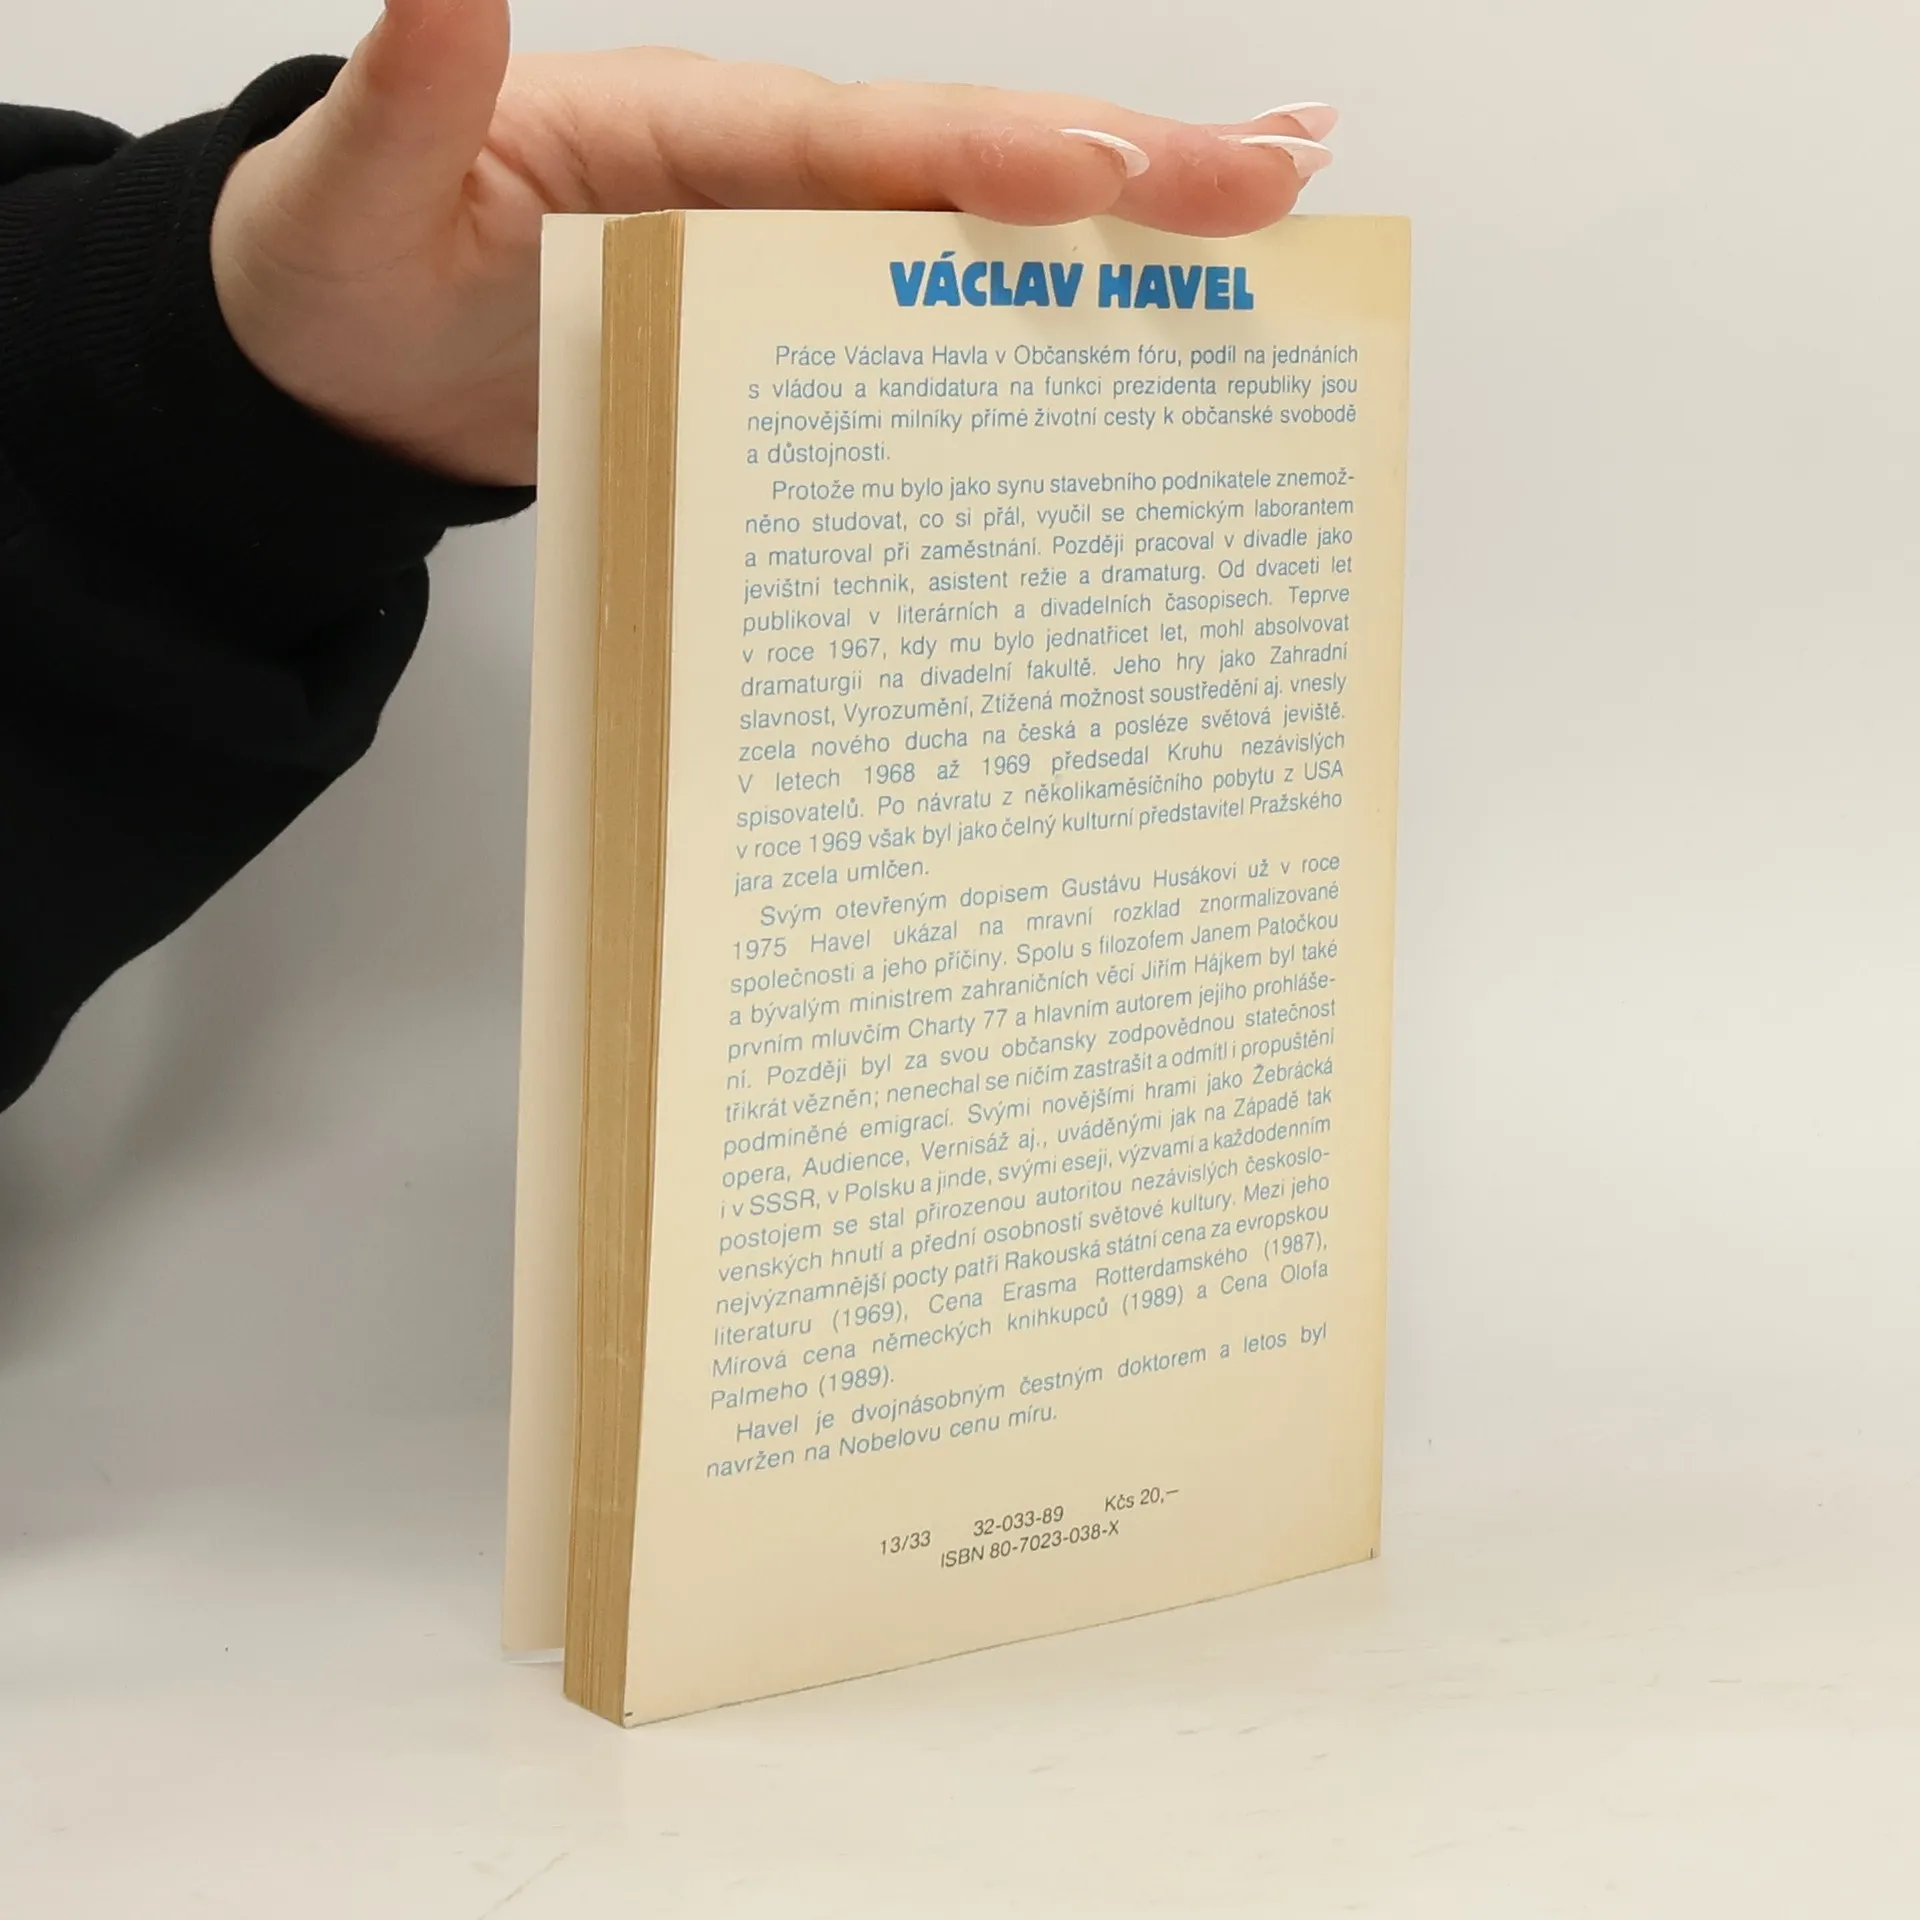 VÁCLAV HAVEL
Práce Václava Havla v Občanském fóru, podíl na jednáních
s vládou a kandidatura na funkci prezidenta republiky jsou
nejnovějšími milníky přímé životní cesty k občanské svobodě
a důstojnosti.
Protože mu bylo jako synu stavebního podnikatele znemož-
něno studovat, co si přál, vyučil se chemickým laborantem
a maturoval při zaměstnání. Později pracoval v divadle jako
jevištní technik, asistent režie a dramaturg. Od dvaceti let
publikoval v literárních a divadelních časopisech. Teprve
v roce 1967, kdy mu bylo jednatřicet let, mohl absolvovat
dramaturgii na divadelní fakultě. Jeho hry jako Zahradní
slavnost, Vyrozumění, Ztížená možnost soustředění aj. vnesly
zcela nového ducha na česká a posléze světová jeviště.
V letech 1968 až 1969 předsedal Kruhu nezávislých
spisovatelů. Po návratu z několikaměsíčního pobytu z USA
v roce 1969 však byl jako čelný kulturní představitel Pražského
jara zcela umlčen.
Svým otevřeným dopisem Gustávu Husákovi už v roce
1975 Havel ukázal na mravní rozklad znormalizované
společnosti a jeho příčiny. Spolu s filozofem Janem Patočkou
a bývalým ministrem zahraničních věcí Jiřím Hájkem byl také
prvním mluvčím Charty 77 a hlavním autorem jejího prohláše-
ní. Později byl za svou občansky zodpovědnou statečnost
třikrát vězněn; nenechal se ničím zastrašit a odmítl i propuštění
podmíněné emigrací. Svými novějšími hrami jako Žebrácká
opera, Audience, Vernisáž aj., uváděnými jak na Západě tak
i v SSSR, v Polsku a jinde, svými eseji, výzvami a každodenním
postojem se stal přirozenou autoritou nezávislých českoslo-
venských hnutí a přední osobností světové kultury. Mezi jeho
nejvýznamnější pocty patří Rakouská státní cena za evropskou
literaturu (1969), Cena Erasma Rotterdamského (1987),
Mírová cena německých knihkupců (1989) a Cena Olofa
Palmeho (1989).
Havel je dvojnásobným čestným doktorem a letos byl
navržen na Nobelovu cenu míru.
13/33 32-033-89 Kčs 20,–
ISBN 80-7023-038-X